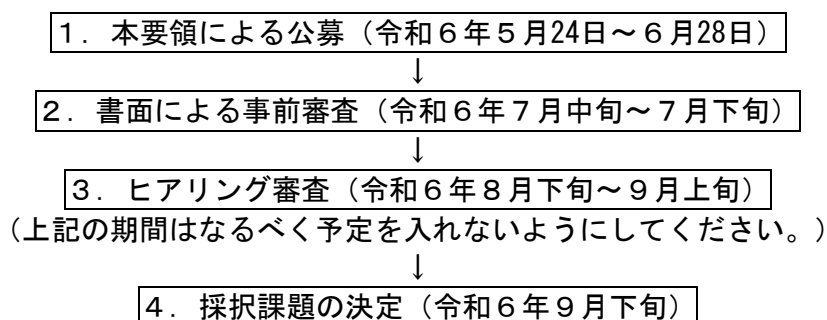 １．本要領による公募（令和６年５月24日～６月28日）
↓
２．書面による事前審査（令和６年７月中旬～７月下旬）
↓
３．ヒアリング審査（令和６年８月下旬～９月上旬）
（上記の期間はなるべく予定を入れないようにしてください。）
↓
４．採択課題の決定（令和６年９月下旬）